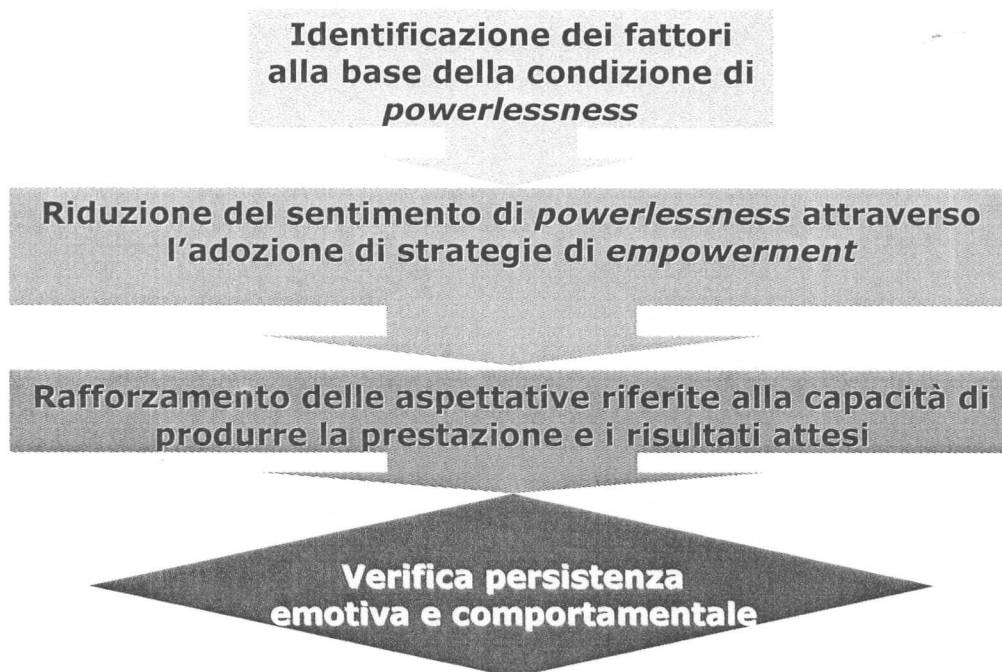 Identificazione dei fattori
alla base della condizione di
powerlessness
Riduzione del sentimento di powerlessness attraverso
l'adozione di strategie di empowerment
Rafforzamento delle aspettative riferite alla capacità di
produrre la prestazione e i risultati attesi
Verifica persistenza
emotiva e comportamentale